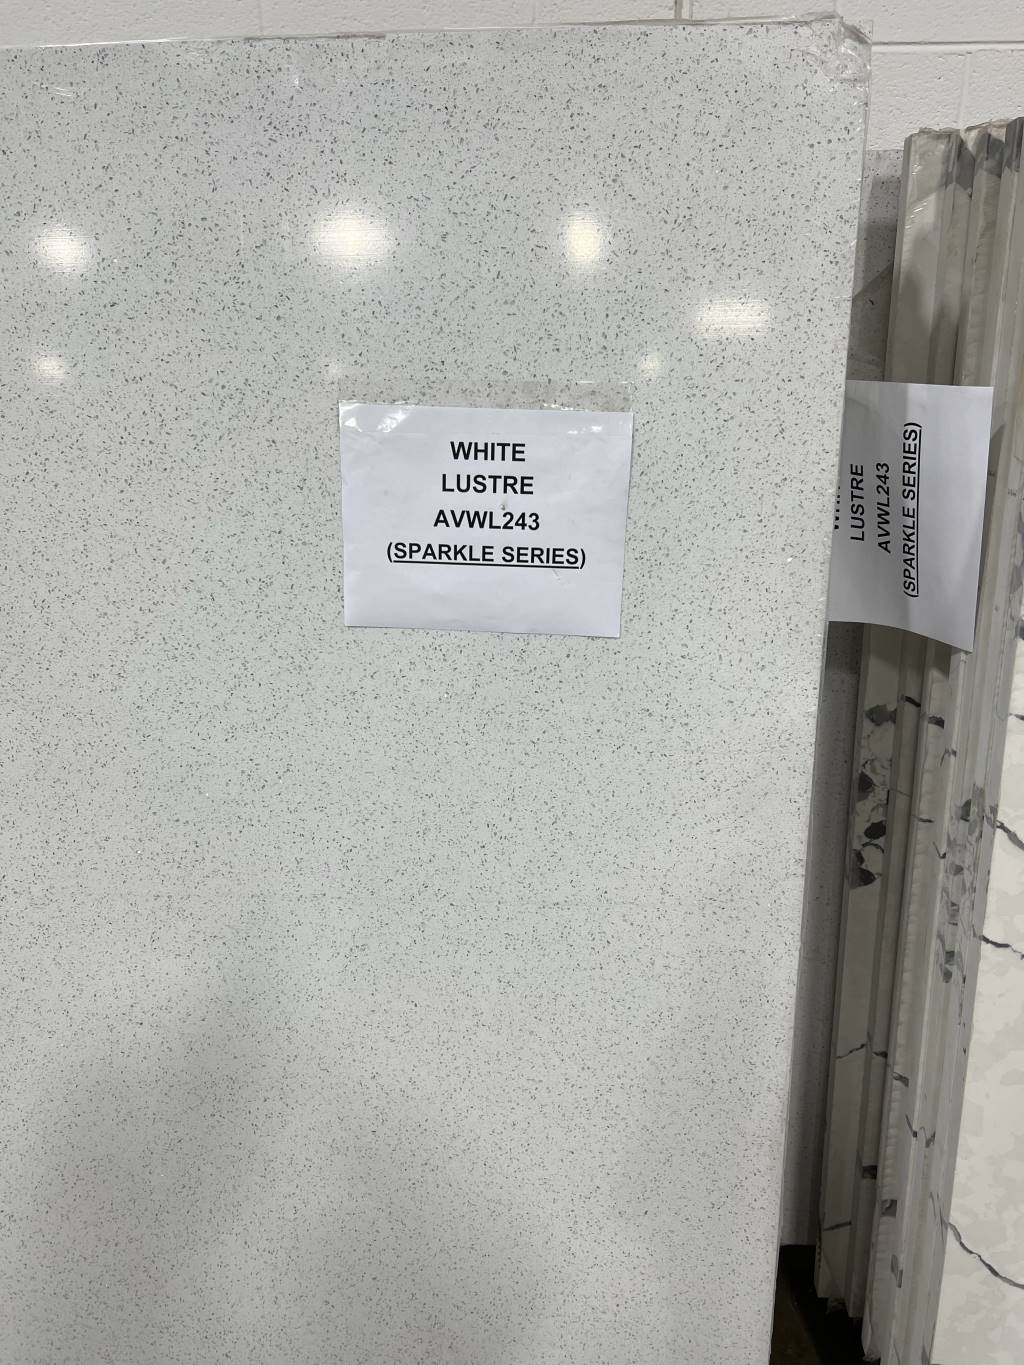 WHITE
LUSTRE
AVWL243
(SPARKLE SERIES)
LUSTRE
AVWL243
(SPARKLE SERIES)